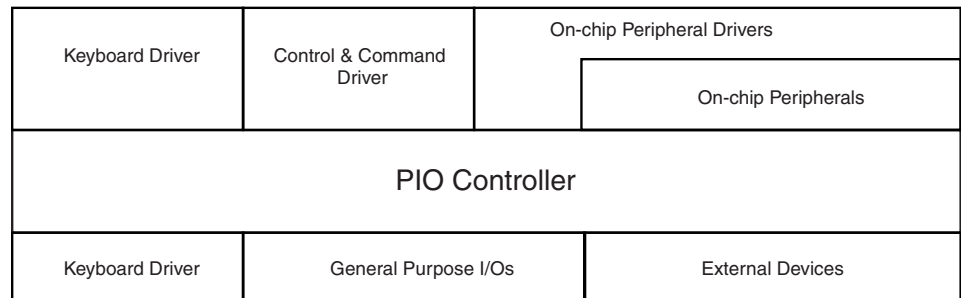 On-chip Peripheral Drivers
Keyboard Driver
Control & Command
Driver
On-chip Peripherals
PIO Controller
Keyboard Driver
General Purpose I/Os
External Devices